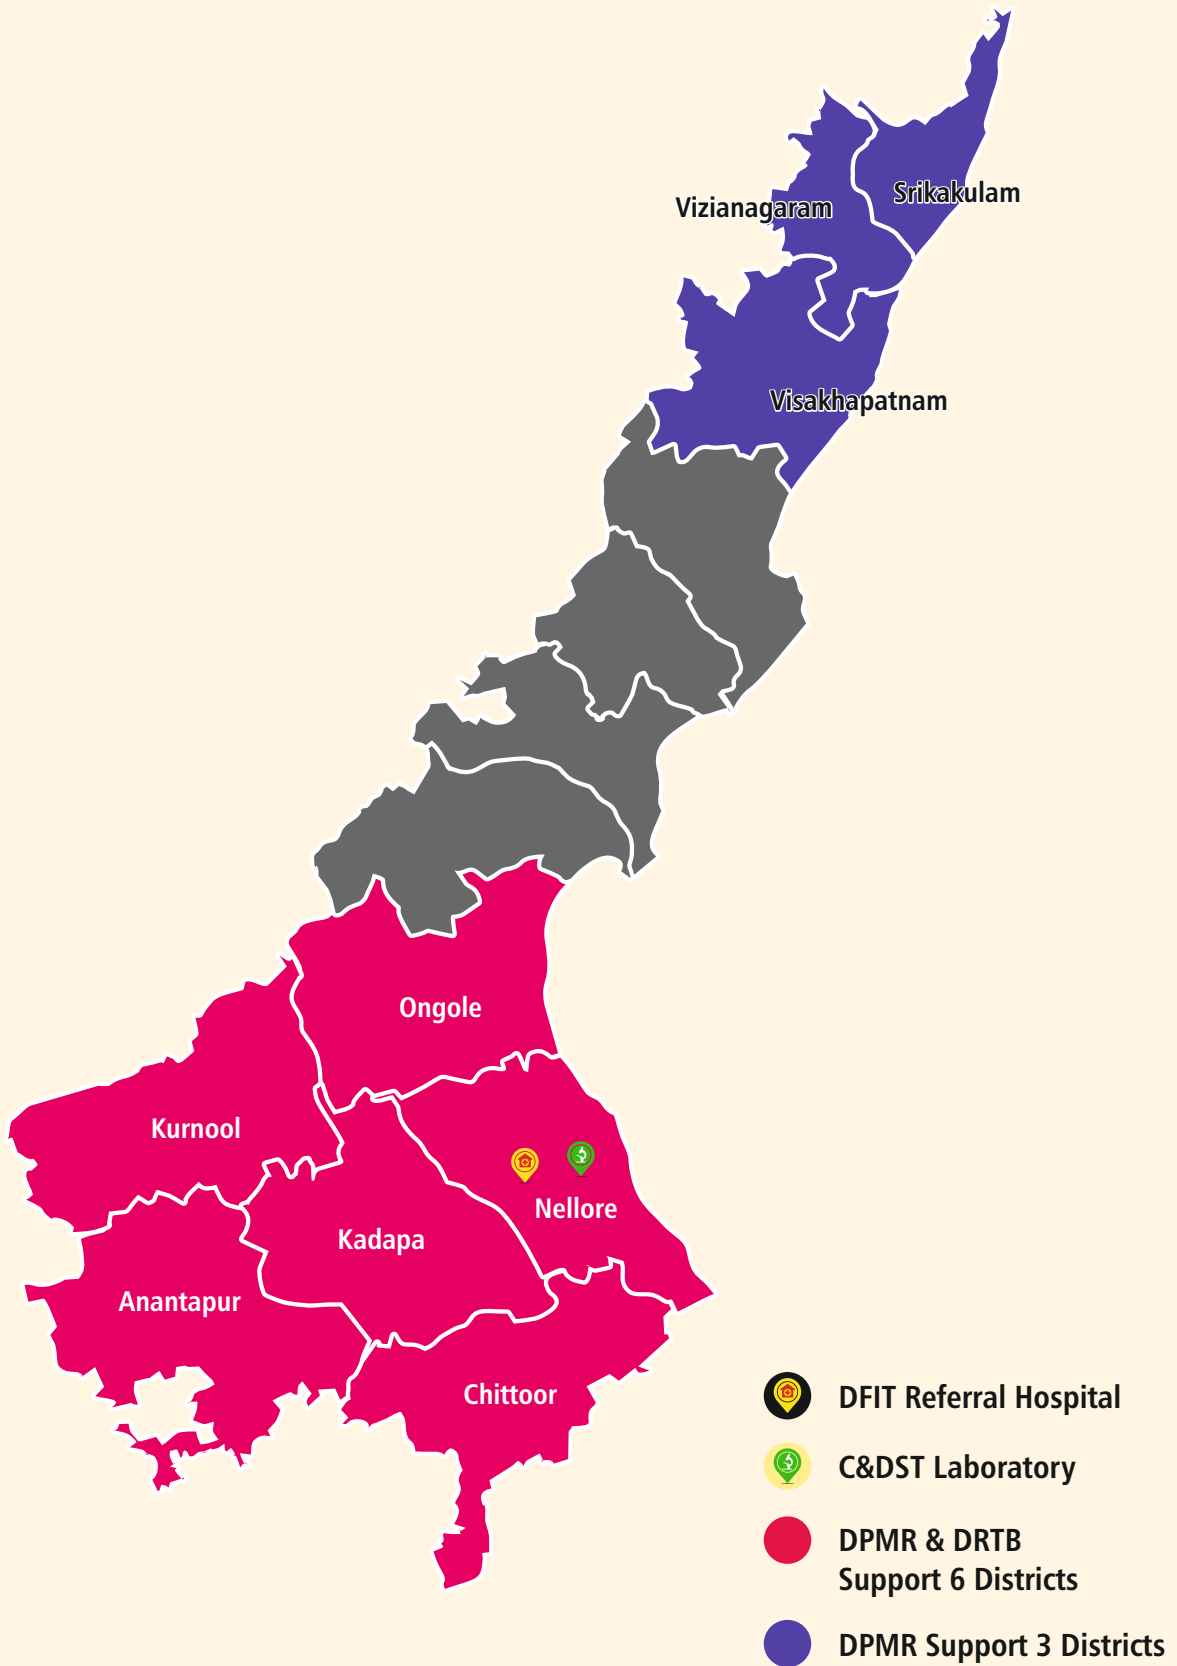 Srikakulam
Vizianagaram
Visakhapatnam
Ongole
Kurnool
Nellore
Kadapa
Anantapur
Chittoor
DFIT Referral Hospital
C&DST Laboratory
DPMR & DRTB
Support 6 Districts
DPMR Support 3 Districts